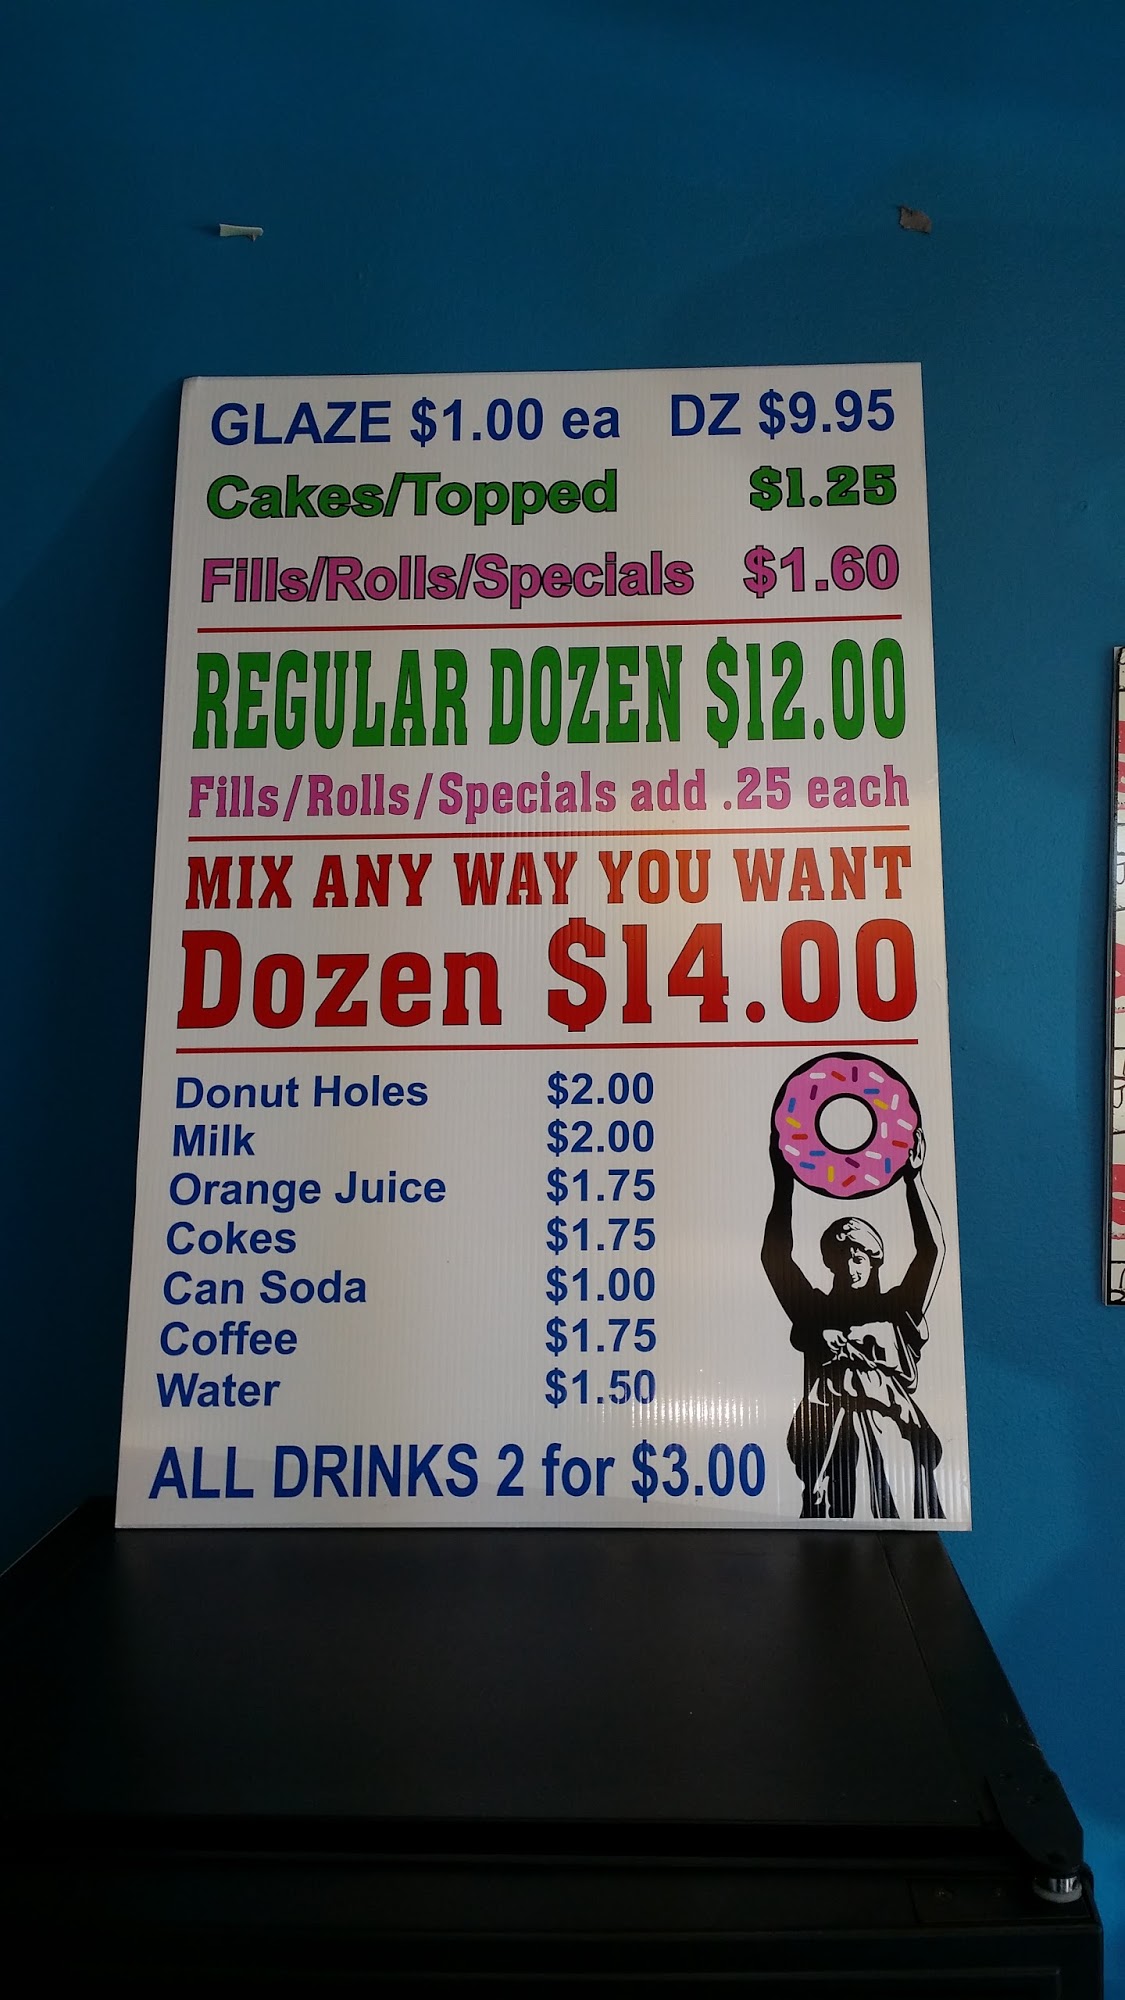 GLAZE $1.00 ea DZ $9.95
Cakes/Topped $1.25
Fills/Rolls/Specials $1.60
REGULAR DOZEN $12.00
Fills/Rolls/Specials add .25 each
MIX ANY WAY YOU WANT
Dozen $14.00
Donut Holes $2.00
Milk $2.00
Orange Juice $1.75
Cokes $1.75
Can Soda $1.00
Coffee $1.75
Water $1.50
ALL DRINKS 2 for $3.00